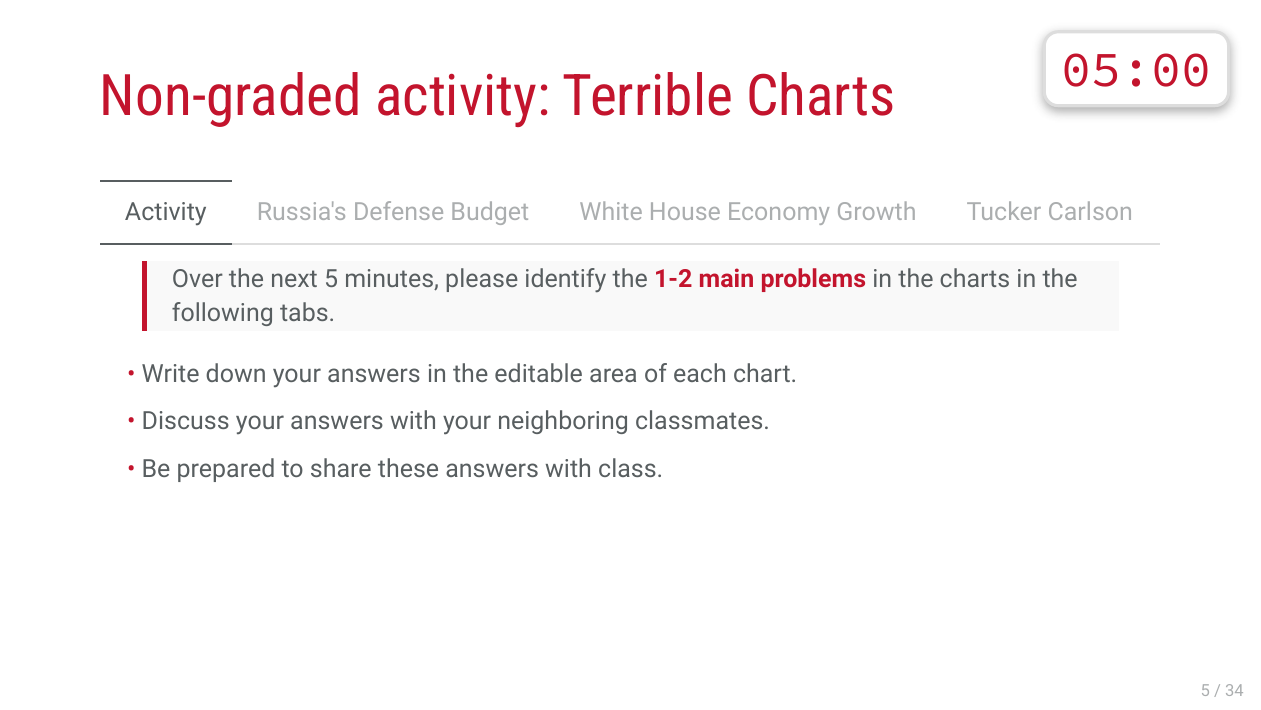 Non-graded activity: Terrible Charts
05:00
Activity
Russia's Defense Budget
White House Economy Growth
Tucker Carlson
Over the next 5 minutes, please identify the 1-2 main problems in the charts in the
following tabs.
• Write down your answers in the editable area of each chart.
• Discuss your answers with your neighboring classmates.
• Be prepared to share these answers with class.
5 / 34